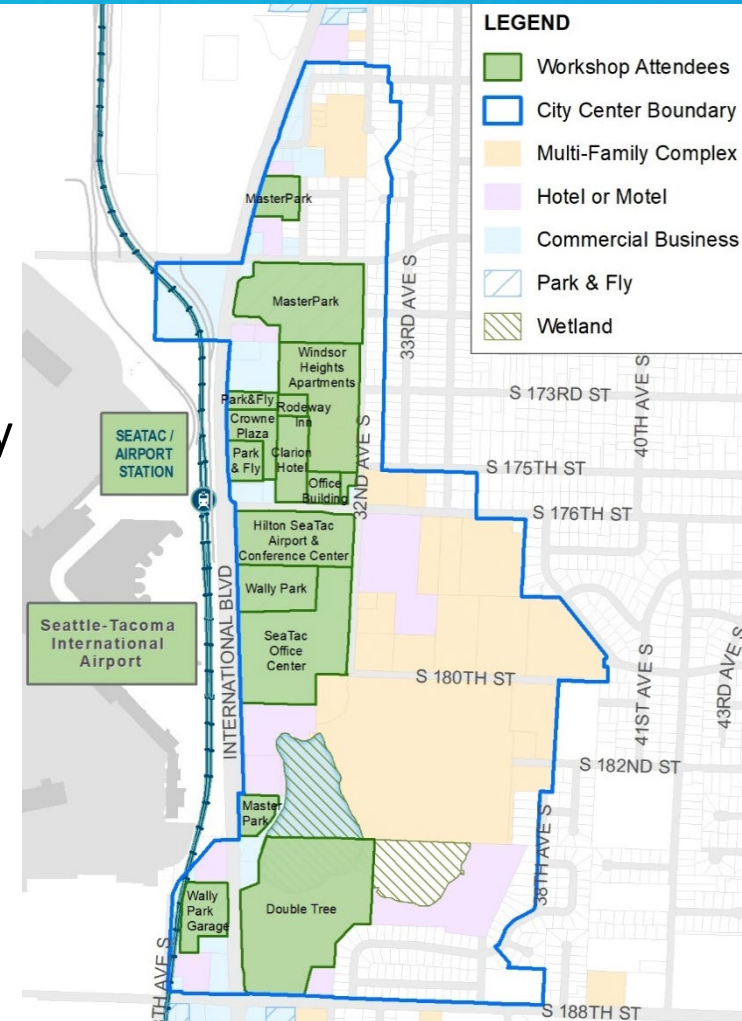 LEGEND
Workshop Attendees
City Center Boundary
Multi-Family Complex
Hotel or Motel
Commercial Business
Park & Fly
Wetland
MasterPark
MasterPark
Windsor
Heights
Apartments
Park&Fly
Rodeway
Inn
Crowne
Plaza
Park
& Fly
Clarion
Hotel
Office
Building
SEATAC /
AIRPORT
STATION
Hilton SeaTac
Airport &
Conference Center
Wally Park
SeaTac
Office
Center
Seattle-Tacoma
International
Airport
Master
Park
Double Tree
Wally
Park
Garage
INTERNATIONAL BLVD
32ND AVE S
33RD AVE S
S 173RD ST
40TH AVE S
S 175TH ST
S 176TH ST
S 180TH ST
41ST AVE S
43RD AVE S
S 182ND ST
38TH AVE S
TH AVE S
S 188TH ST
y